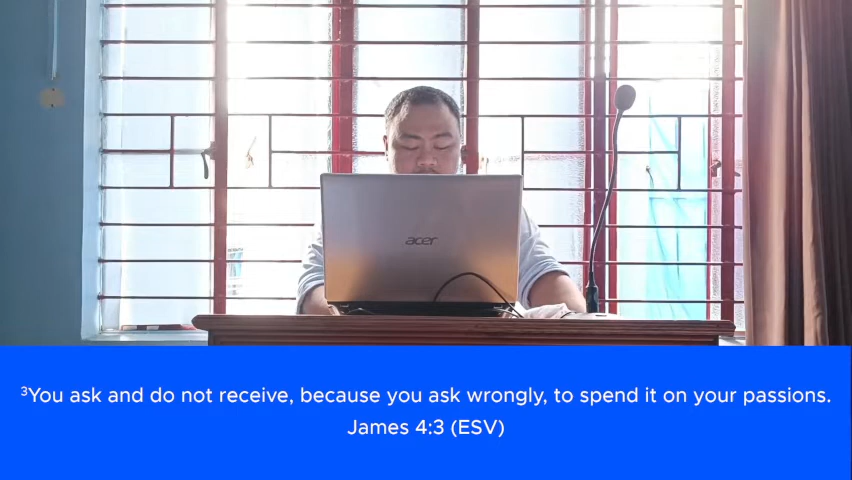 acer
³You ask and do not receive, because you ask wrongly, to spend it on your passions.
James 4:3 (ESV)